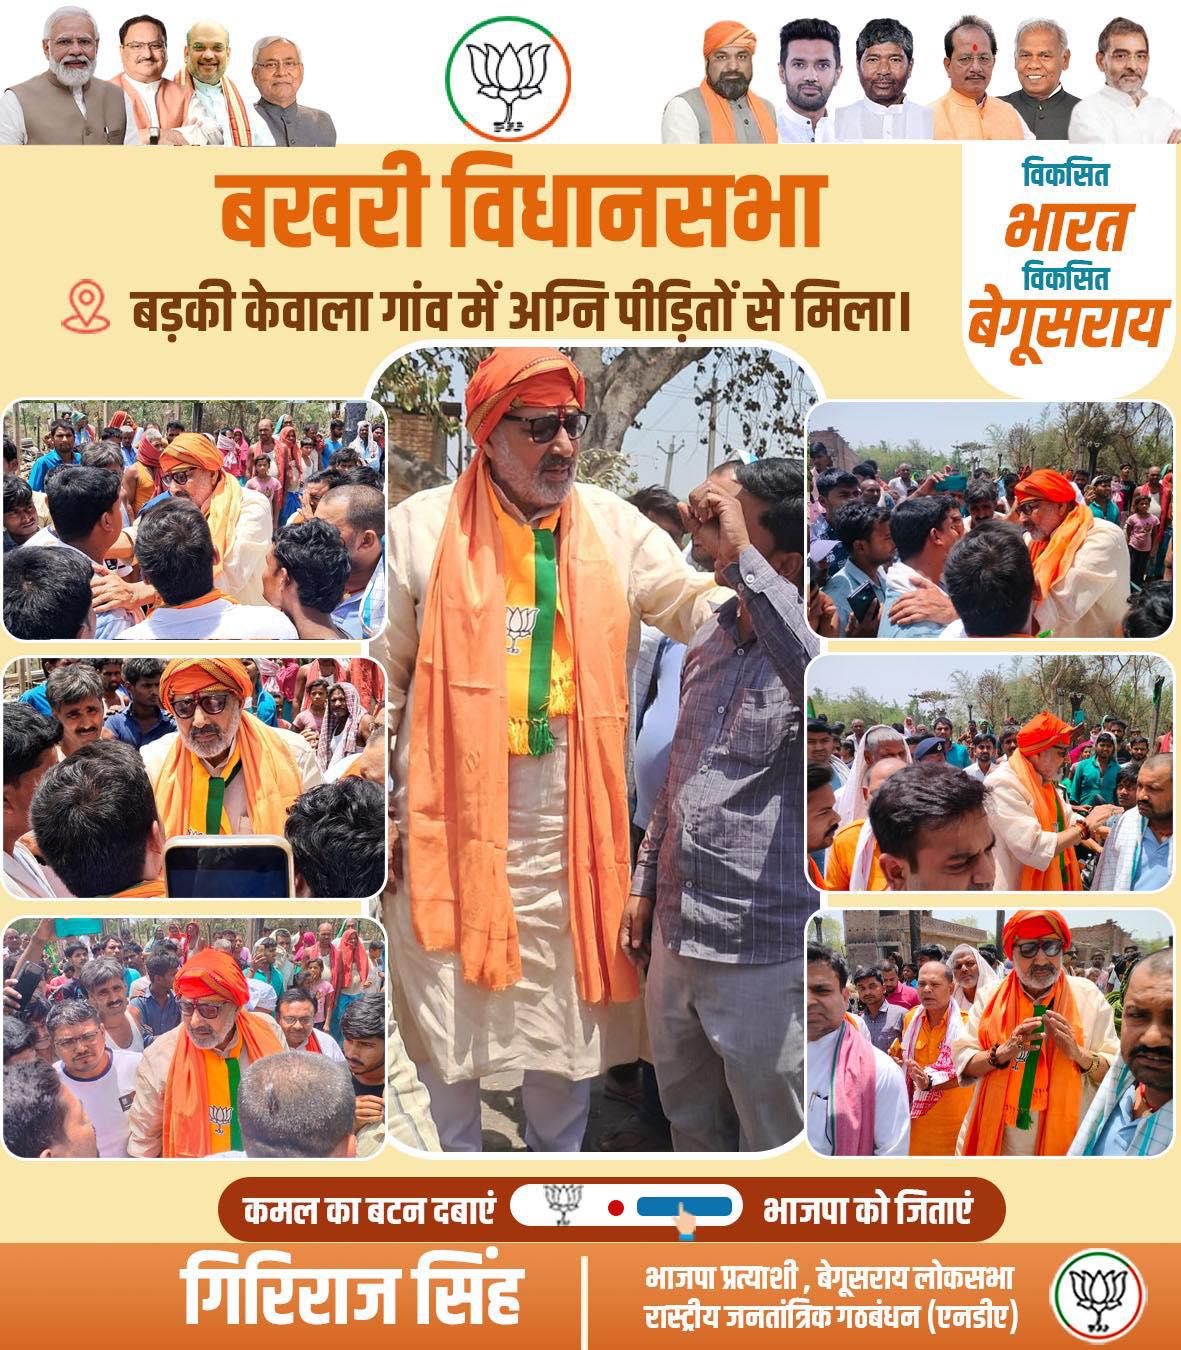 बखरी विधानसभा
बड़की केवाला गांव में अग्नि पीड़ितों से मिला।
विकसित
भारत
विकसित
बेगूसराय
कमल का बटन दबाएं
भाजपा को जिताएं
गिरिराज सिंह
भाजपा प्रत्याशी , बेगूसराय लोकसभा
रास्ट्रीय जनतांत्रिक गठबंधन (एनडीए)